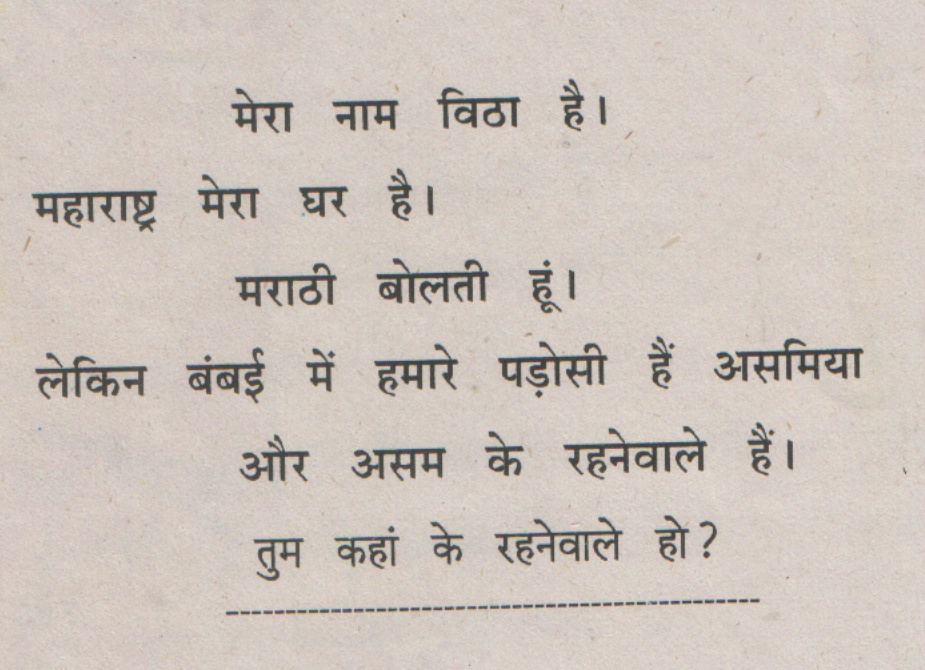 मेरा नाम विठा है।
महाराष्ट्र मेरा घर है।
मराठी बोलती हूं।
लेकिन बंबई में हमारे पड़ोसी हैं असमिया
और असम के रहनेवाले हैं।
तुम कहां के रहनेवाले हो?